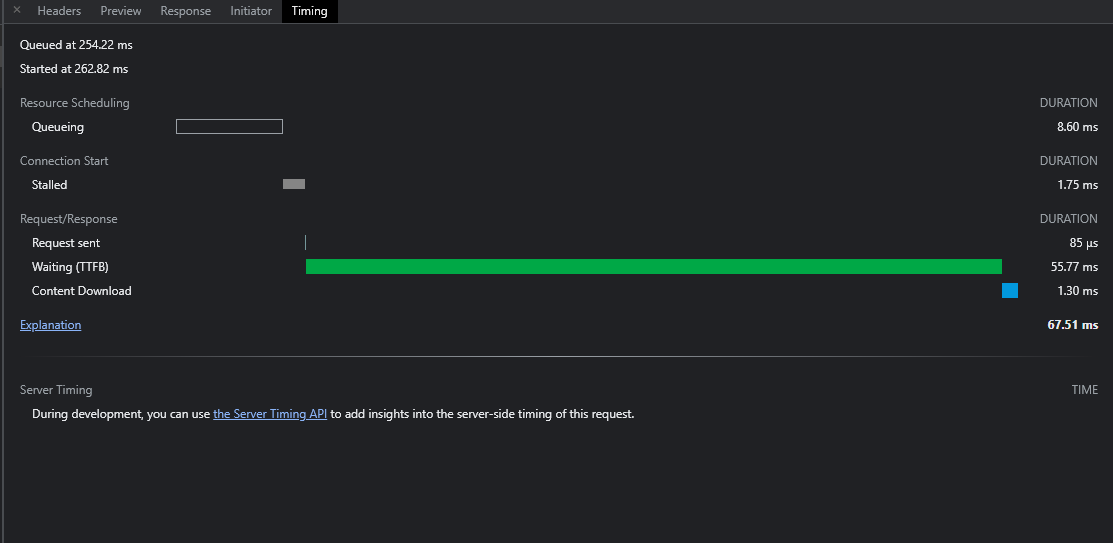 × Headers Preview Response Initiator Timing
Queued at 254.22 ms
Started at 262.82 ms
Resource Scheduling DURATION
Queueing 8.60 ms
Connection Start DURATION
Stalled 1.75 ms
Request/Response DURATION
Request sent 85 μs
Waiting (TTFB) 55.77 ms
Content Download 1.30 ms
Explanation 67.51 ms
Server Timing TIME
During development, you can use the Server Timing API to add insights into the server-side timing of this request.